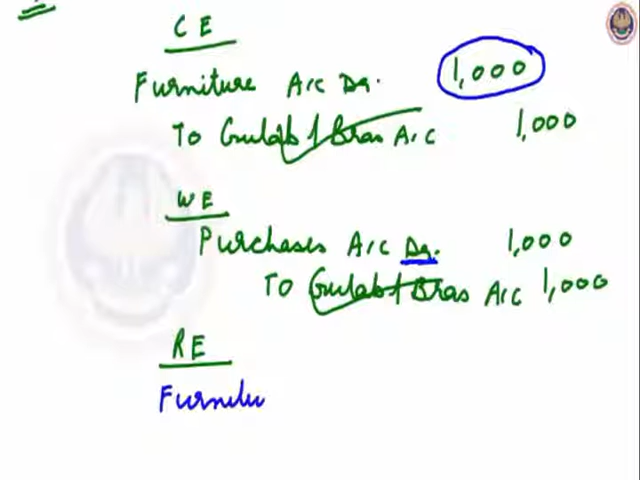 CE
Furniture A/c Dr. 1,000
To Gulab & Bros A/c 1,000
WE
Purchases A/c Dr. 1,000
To Gulab & Bros A/c 1,000
RE
Furnitu